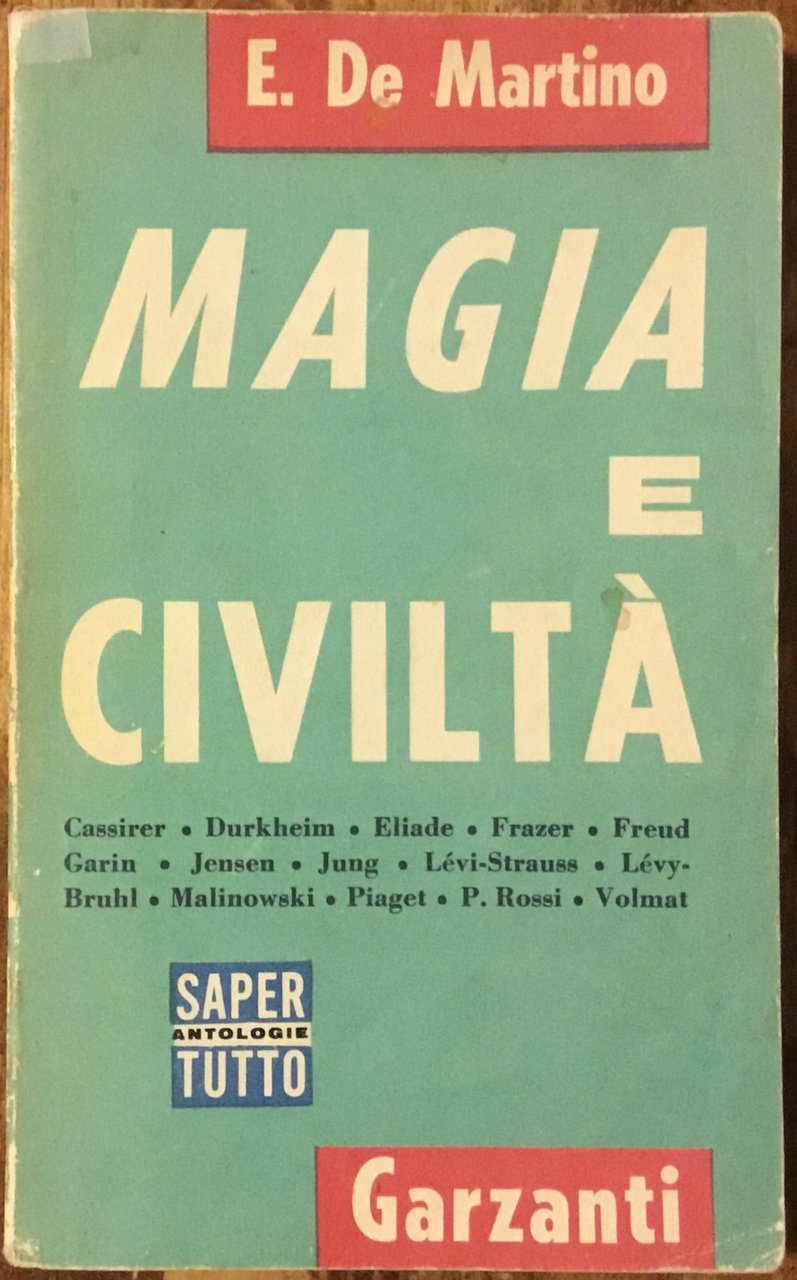 E. De Martino
MAGIA
E
CIVILTÀ
Cassirer • Durkheim • Eliade • Frazer • Freud
Garin • Jensen • Jung • Lévi-Strauss • Lévy-
Bruhl • Malinowski • Piaget • P. Rossi • Volmat
SAPER
ANTOLOGIE
TUTTO
Garzanti